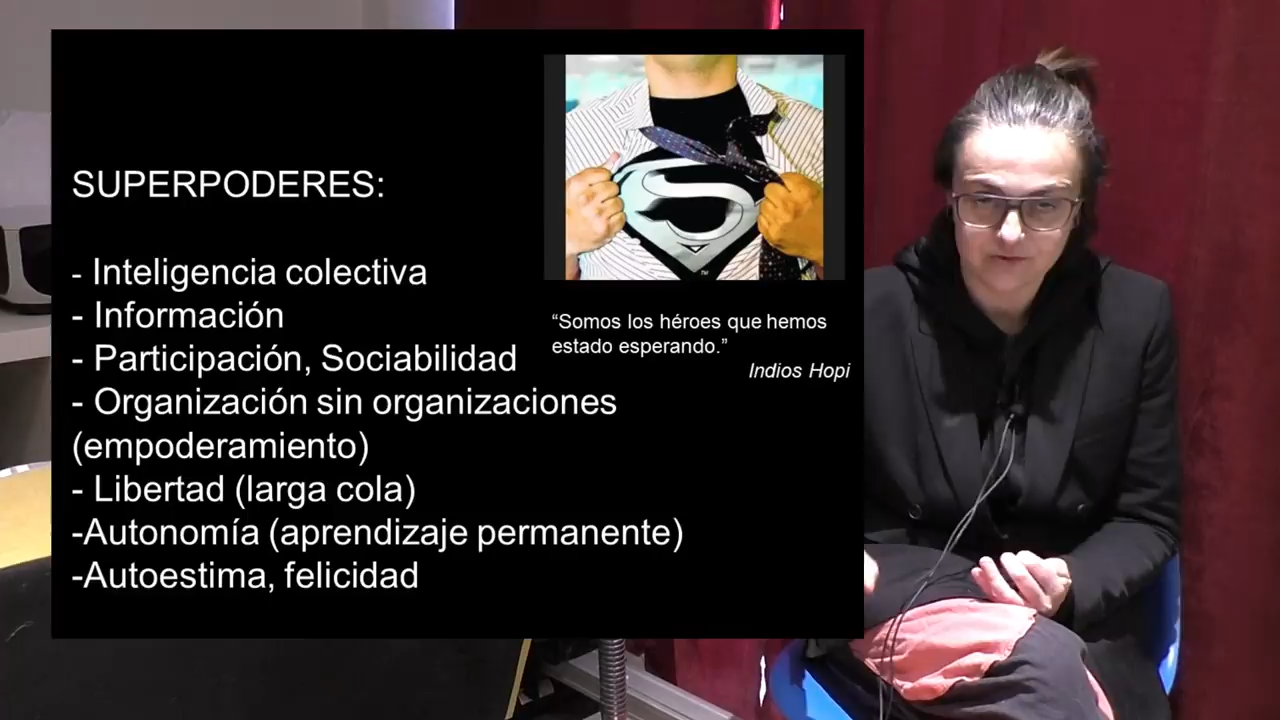 SUPERPODERES:
- Inteligencia colectiva
- Información
- Participación, Sociabilidad
- Organización sin organizaciones
(empoderamiento)
- Libertad (larga cola)
-Autonomía (aprendizaje permanente)
-Autoestima, felicidad
S
TM
“Somos los héroes que hemos
estado esperando.”
Indios Hopi